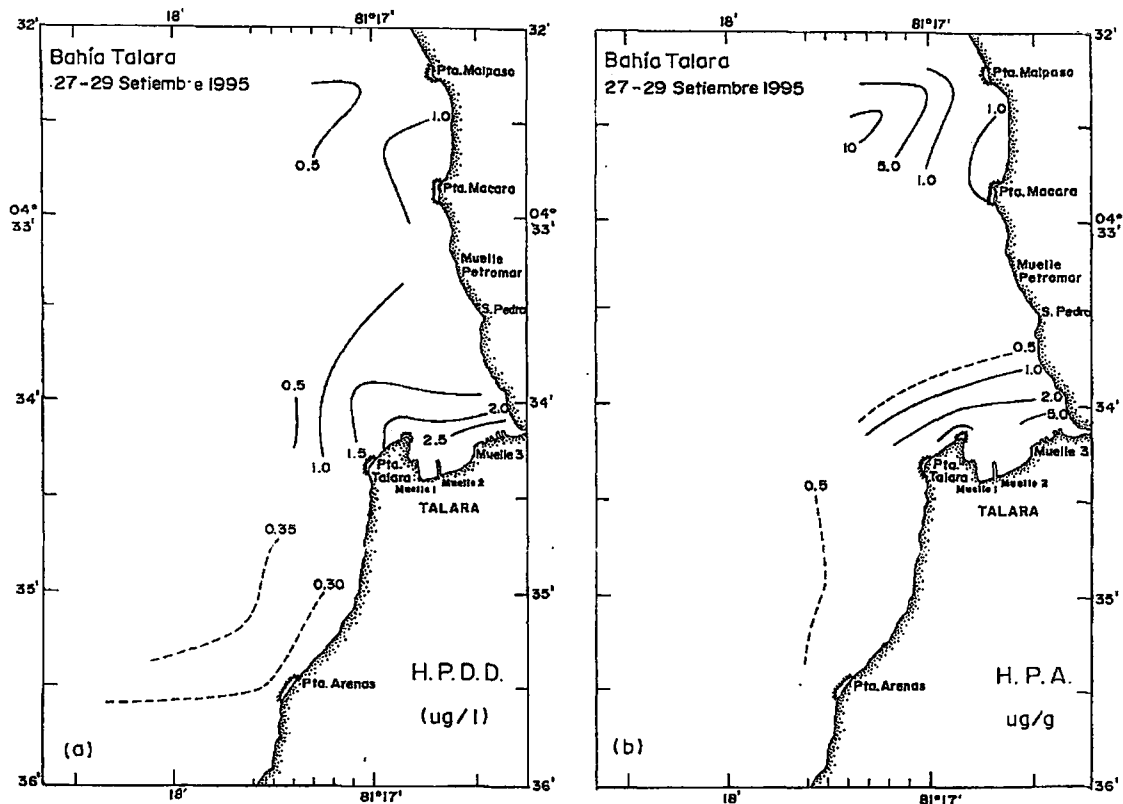 18'
81°17'
32'
32'
Bahía Talara
27-29 Setiembre 1995
Pta. Malpaso
1.0
0.5
Pta. Macara
04°
33'
04°
33'
Muelle
Petromar
S. Pedro
0.5
34'
34'
2.0
2.5
1.5
1.0
Muelle 3
Pta.
Talara
Muelle 1
Muelle 2
TALARA
0.35
0.30
35'
35'
H.P.D.D.
(ug/l)
Pta. Arenas
(a)
36'
36'
18'
81°17'
18'
81°17'
32'
Bahía Talara
27-29 Setiembre 1995
Pta. Malpaso
1.0
10
5.0
1.0
Pta. Macara
04°
33'
Muelle
Petromar
S. Pedro
0.5
1.0
2.0
5.0
34'
Muelle 3
Pta.
Talara
Muelle 1
Muelle 2
TALARA
0.5
35'
H.P.A.
ug/g
Pta. Arenas
(b)
36'
18'
81°17'